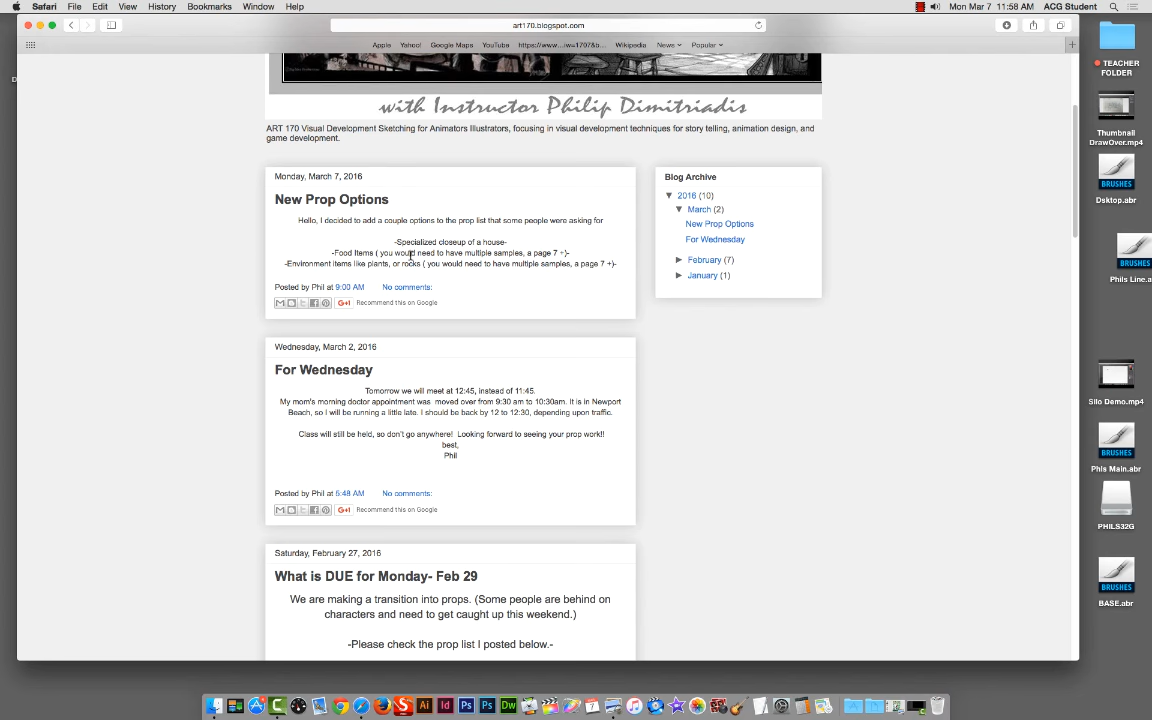 Safari File Edit View History Bookmarks Window Help Mon Mar 7 11:58 AM ACG Student
art170.blogspot.com
Apple Yahoo! Google Maps YouTube https://www...iw=1707&b... Wikipedia News Popular
with Instructor Philip Dimitriadis
ART 170 Visual Development Sketching for Animators Illustrators, focusing in visual development techniques for story telling, animation design, and
game development.
Monday, March 7, 2016
New Prop Options
Hello, I decided to add a couple options to the prop list that some people were asking for
-Specialized closeup of a house-
-Food Items ( you would need to have multiple samples, a page 7 +)-
-Environment items like plants, or rocks ( you would need to have multiple samples, a page 7 +)-
Posted by Phil at 9:00 AM No comments:
G+1 Recommend this on Google
Blog Archive
▼ 2016 (10)
▼ March (2)
New Prop Options
For Wednesday
► February (7)
► January (1)
Wednesday, March 2, 2016
For Wednesday
Tomorrow we will meet at 12:45, instead of 11:45.
My mom's morning doctor appointment was moved over from 9:30 am to 10:30am. It is in Newport
Beach, so I will be running a little late. I should be back by 12 to 12:30, depending upon traffic.
Class will still be held, so don't go anywhere! Looking forward to seeing your prop work!!
best,
Phil
Posted by Phil at 5:48 AM No comments:
G+1 Recommend this on Google
Saturday, February 27, 2016
What is DUE for Monday- Feb 29
We are making a transition into props. (Some people are behind on
characters and need to get caught up this weekend.)
-Please check the prop list I posted below.-
TEACHER
FOLDER
Thumbnail
DrawOver.mp4
BRUSHES
Dsktop.abr
BRUSHES
Phils Line.a
Silo Demo.mp4
BRUSHES
Phis Main.abr
PHILS32G
BRUSHES
BASE.abr
Ai Id Ps Ps Dw